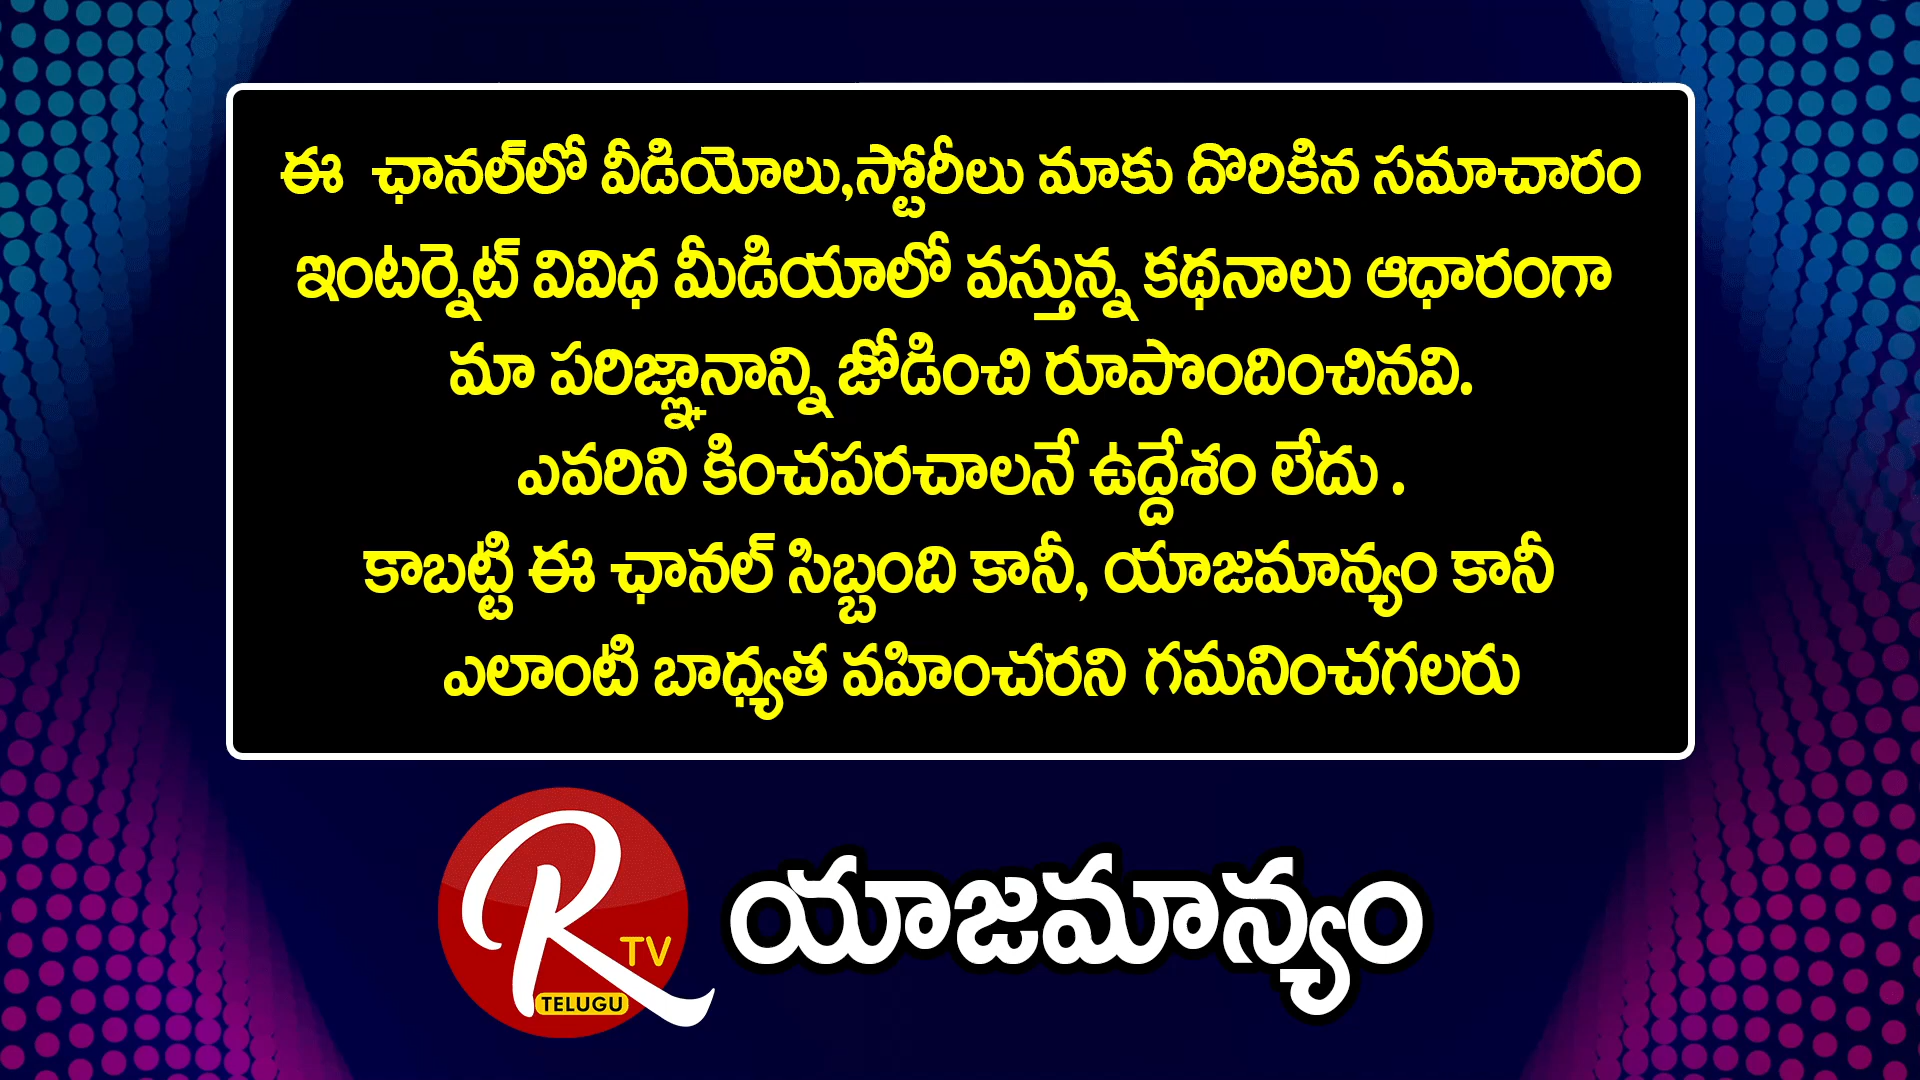 ఈ ఛానల్‌లో వీడియోలు,స్టోరీలు మాకు దొరికిన సమాచారం
ఇంటర్నెట్ వివిధ మీడియాలో వస్తున్న కథనాలు ఆధారంగా
మా పరిజ్ఞానాన్ని జోడించి రూపొందించినవి.
ఎవరిని కించపరచాలనే ఉద్దేశం లేదు .
కాబట్టి ఈ ఛానల్ సిబ్బంది కానీ, యాజమాన్యం కానీ
ఎలాంటి బాధ్యత వహించరని గమనించగలరు
R TV
TELUGU
యాజమాన్యం